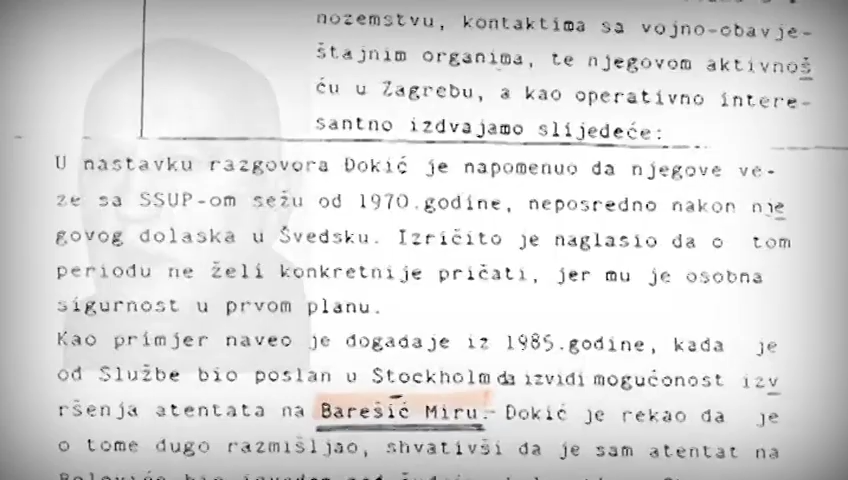 nozemstvu, kontaktima sa vojno-obavje-
štajnim organima, te njegovom aktivnoš
ću u Zagrebu, a kao operativno intere-
santno izdvajamo slijedeće:
U nastavku razgovora Đokić je napomenuo da njegove ve-
ze sa SSUP-om sežu od 1970.godine, neposredno nakon nje
govog dolaska u Švedsku. Izričito je naglasio da o tom
periodu ne želi konkretnije pričati, jer mu je osobna
sigurnost u prvom planu.
Kao primjer naveo je događaje iz 1985.godine, kada je
od Službe bio poslan u Stockholm da izvidi mogućonost izv
ršenja atentata na Barešić Miru. Đokić je rekao da je
o tome dugo razmišljao, shvativši da je sam atentat na